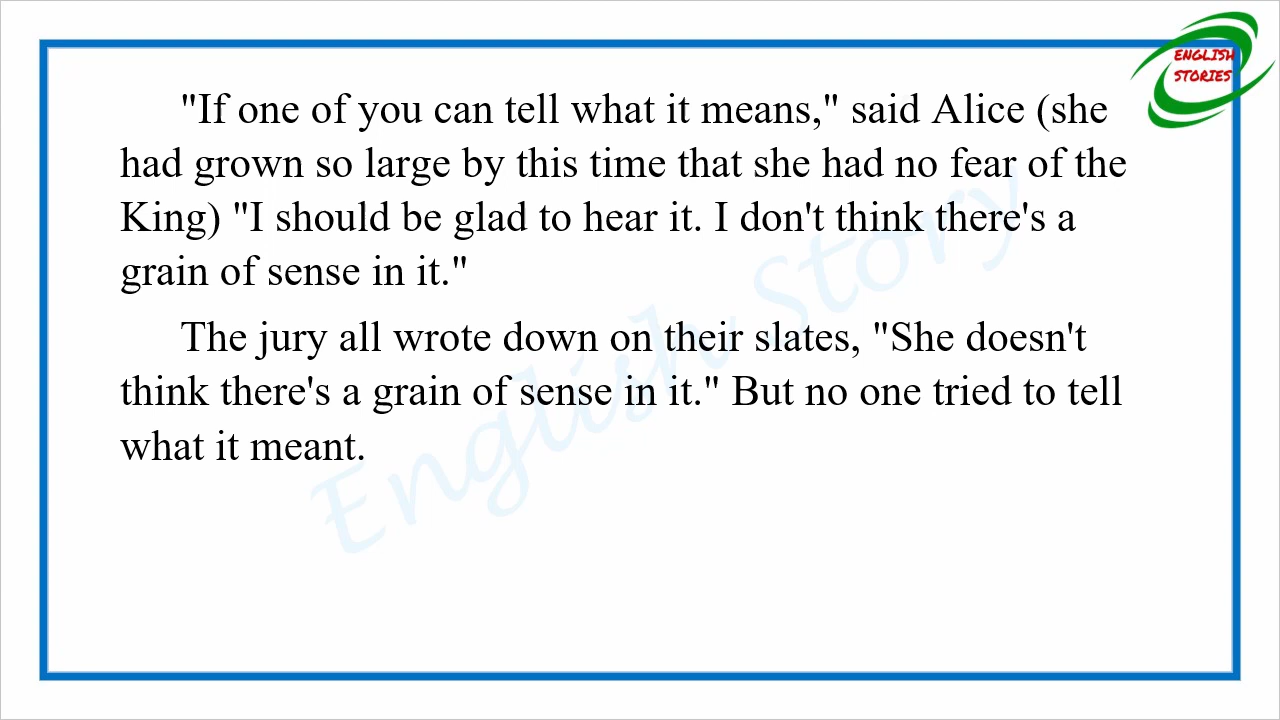 ENGLISH
STORIES
"If one of you can tell what it means," said Alice (she
had grown so large by this time that she had no fear of the
King) "I should be glad to hear it. I don't think there's a
grain of sense in it."
The jury all wrote down on their slates, "She doesn't
think there's a grain of sense in it." But no one tried to tell
what it meant.
English Story